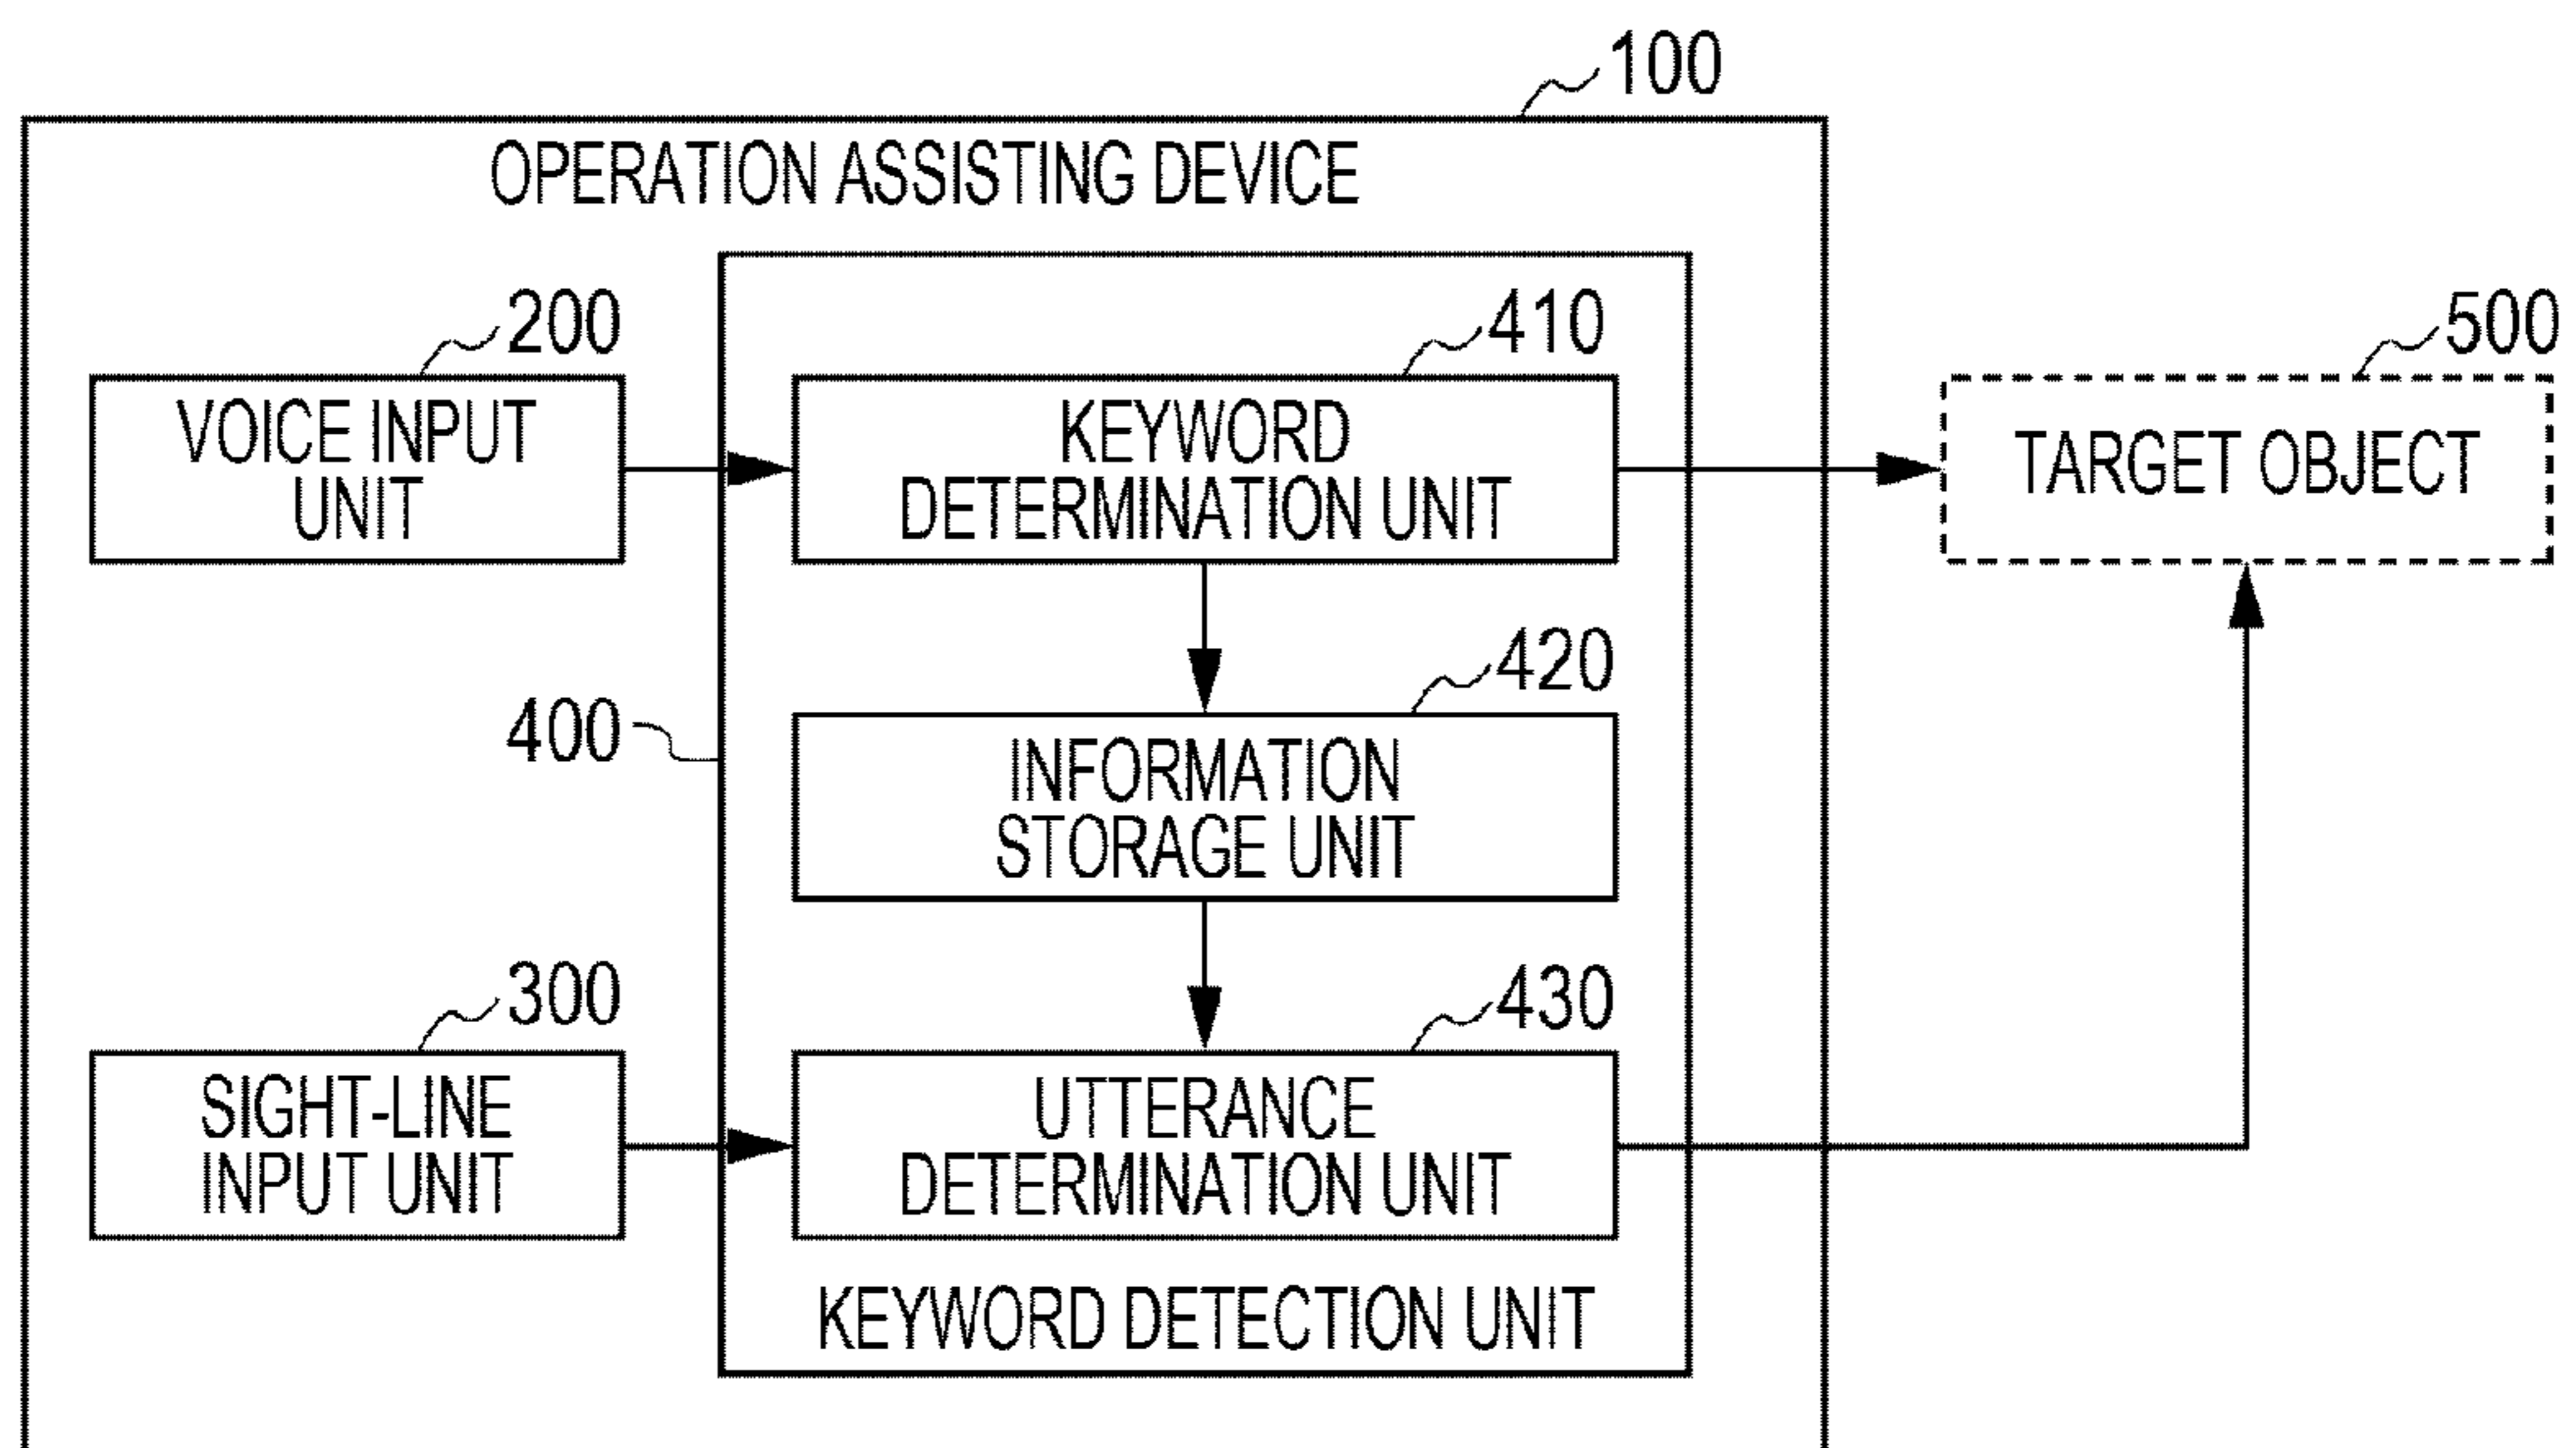 100
OPERATION ASSISTING DEVICE
200
410
500
VOICE INPUT
UNIT
KEYWORD
DETERMINATION UNIT
TARGET OBJECT
420
400
INFORMATION
STORAGE UNIT
300
430
SIGHT-LINE
INPUT UNIT
UTTERANCE
DETERMINATION UNIT
KEYWORD DETECTION UNIT